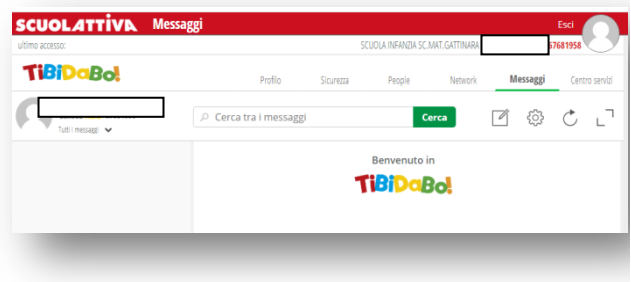 SCUOLATTIVA Messaggi Esci
ultimo accesso: SCUOLA INFANZIA SC.MAT.GATTINARA 57681958
TiBiDaBo! Profilo Sicurezza People Network Messaggi Centro servizi
Tutti i messaggi
Cerca tra i messaggi Cerca
Benvenuto in
TiBiDaBo!